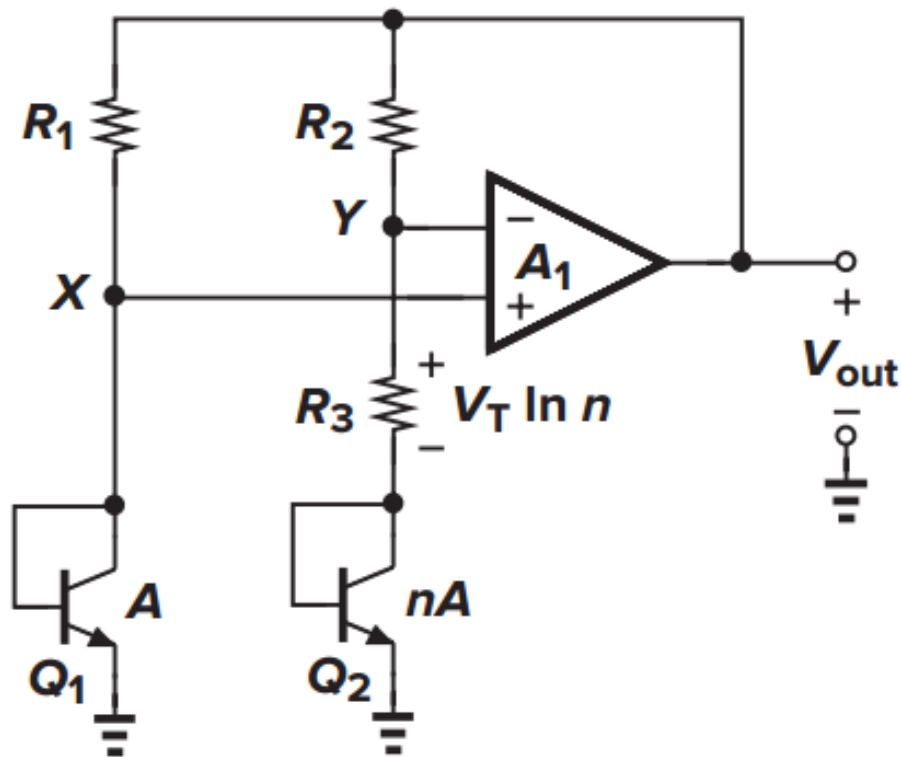 R1
R2
Y
−
A1
X
+
+
R3
VT ln n
−
+
Vout
−
A
nA
Q1
Q2